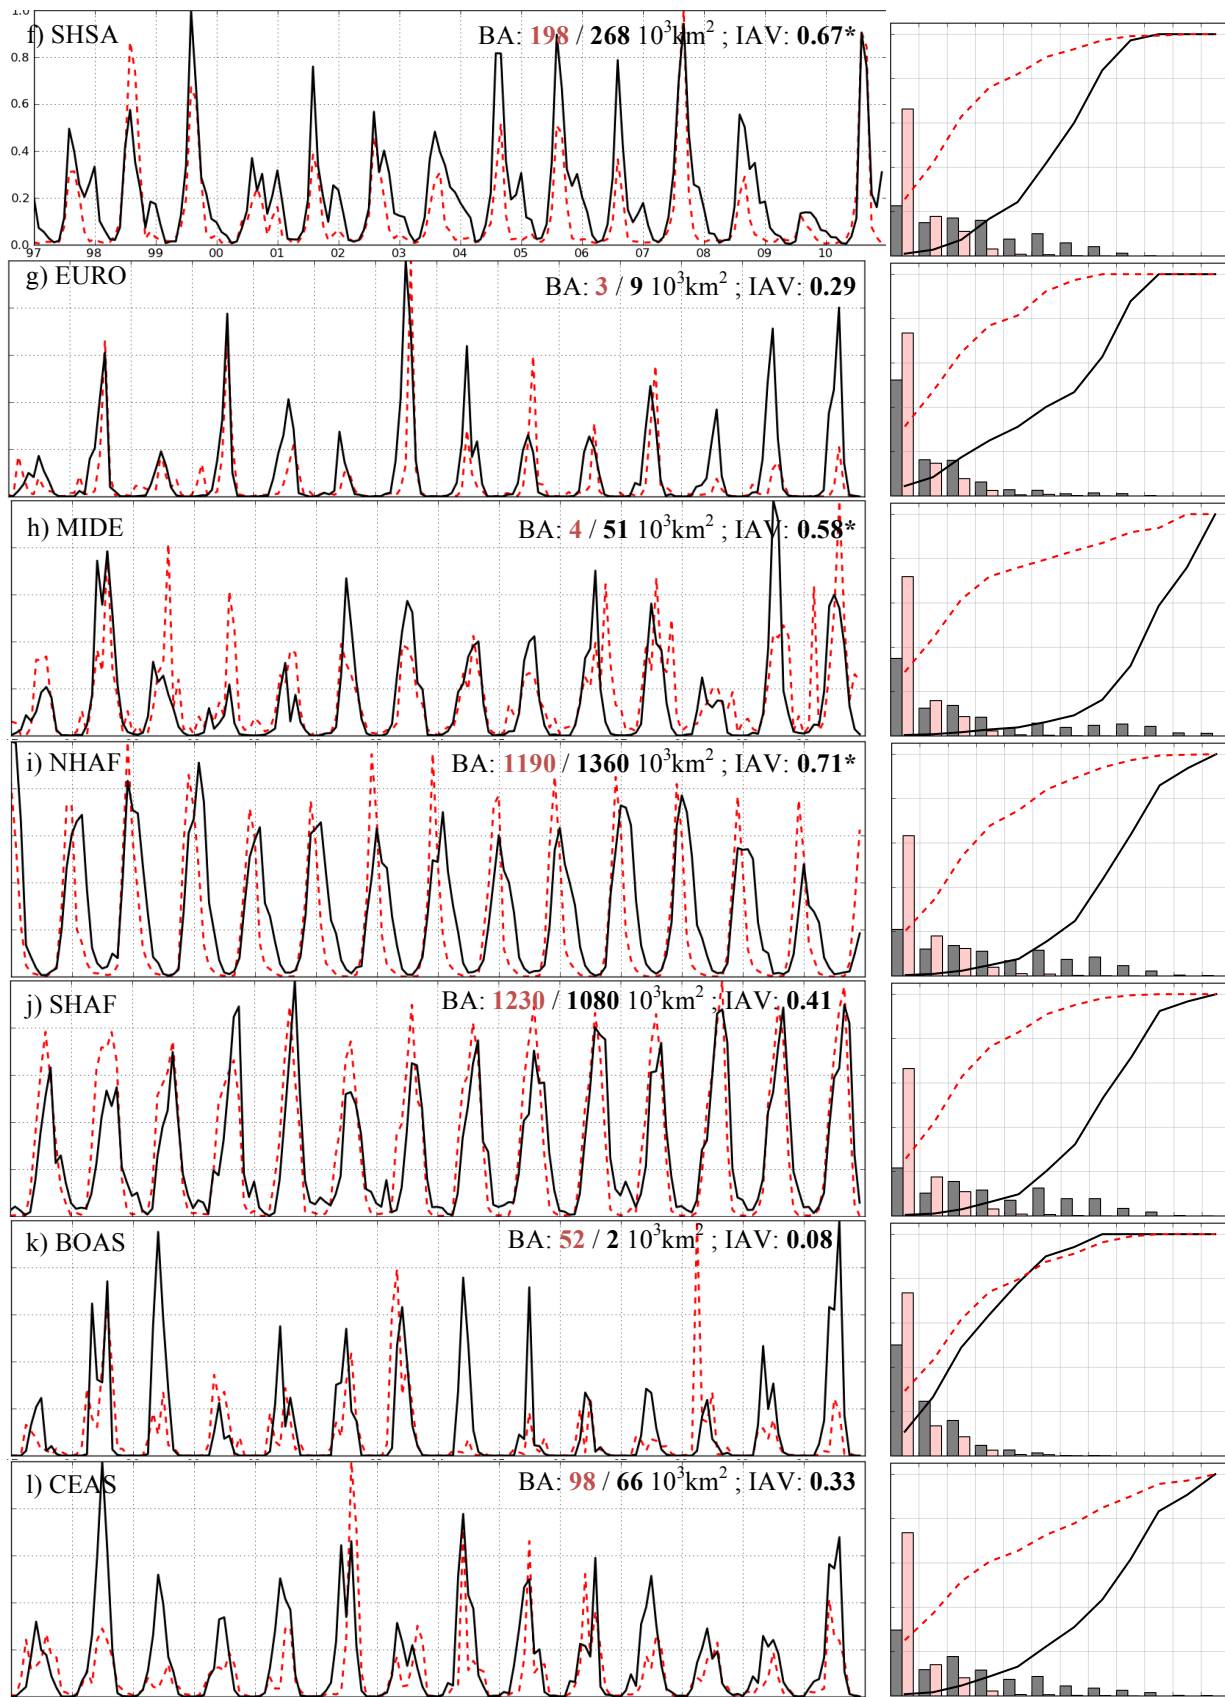 1.0
f) SHSA BA: 198 / 268 10³km² ; IAV: 0.67*
0.8
0.6
0.4
0.2
0.0
97 98 99 00 01 02 03 04 05 06 07 08 09 10
g) EURO BA: 3 / 9 10³km² ; IAV: 0.29
h) MIDE BA: 4 / 51 10³km² ; IAV: 0.58*
i) NHAF BA: 1190 / 1360 10³km² ; IAV: 0.71*
j) SHAF BA: 1230 / 1080 10³km² ; IAV: 0.41
k) BOAS BA: 52 / 2 10³km² ; IAV: 0.08
l) CEAS BA: 98 / 66 10³km² ; IAV: 0.33